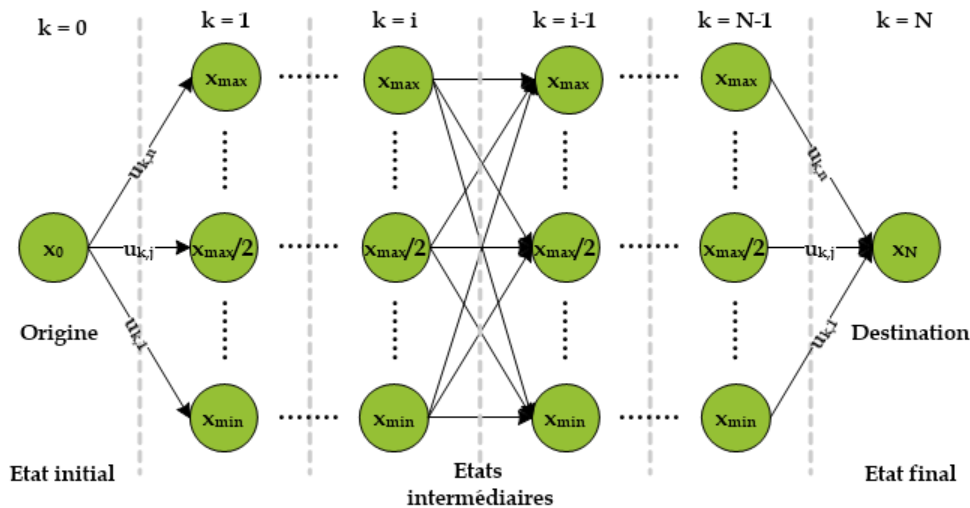 k = 0
k = 1
k = i
k = i-1
k = N-1
k = N
xmax
xmax
xmax
xmax
uk,n
uk,n
x0
uk,j
xmax/2
xmax/2
xmax/2
xmax/2
uk,j
xN
Origine
uk,1
uk,1
Destination
xmin
xmin
xmin
xmin
Etat initial
Etats
intermédiaires
Etat final